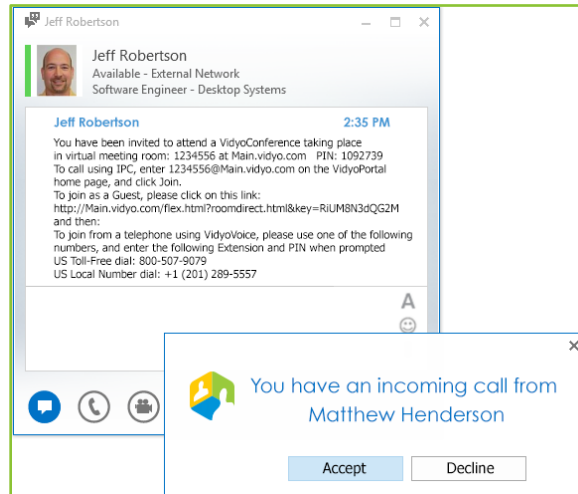 Jeff Robertson
Jeff Robertson
Available - External Network
Software Engineer - Desktop Systems
Jeff Robertson 2:35 PM
You have been invited to attend a VidyoConference taking place
in virtual meeting room: 1234556 at Main.vidyo.com PIN: 1092739
To call using IPC, enter 1234556@Main.vidyo.com on the VidyoPortal
home page, and click Join.
To join as a Guest, please click on this link:
http://Main.vidyo.com/flex.html?roomdirect.html&key=RiUM8N3dQG2M
and then:
To join from a telephone using VidyoVoice, please use one of the following
numbers, and enter the following Extension and PIN when prompted
US Toll-Free dial: 800-507-9079
US Local Number dial: +1 (201) 289-5557
A
You have an incoming call from
Matthew Henderson
Accept Decline